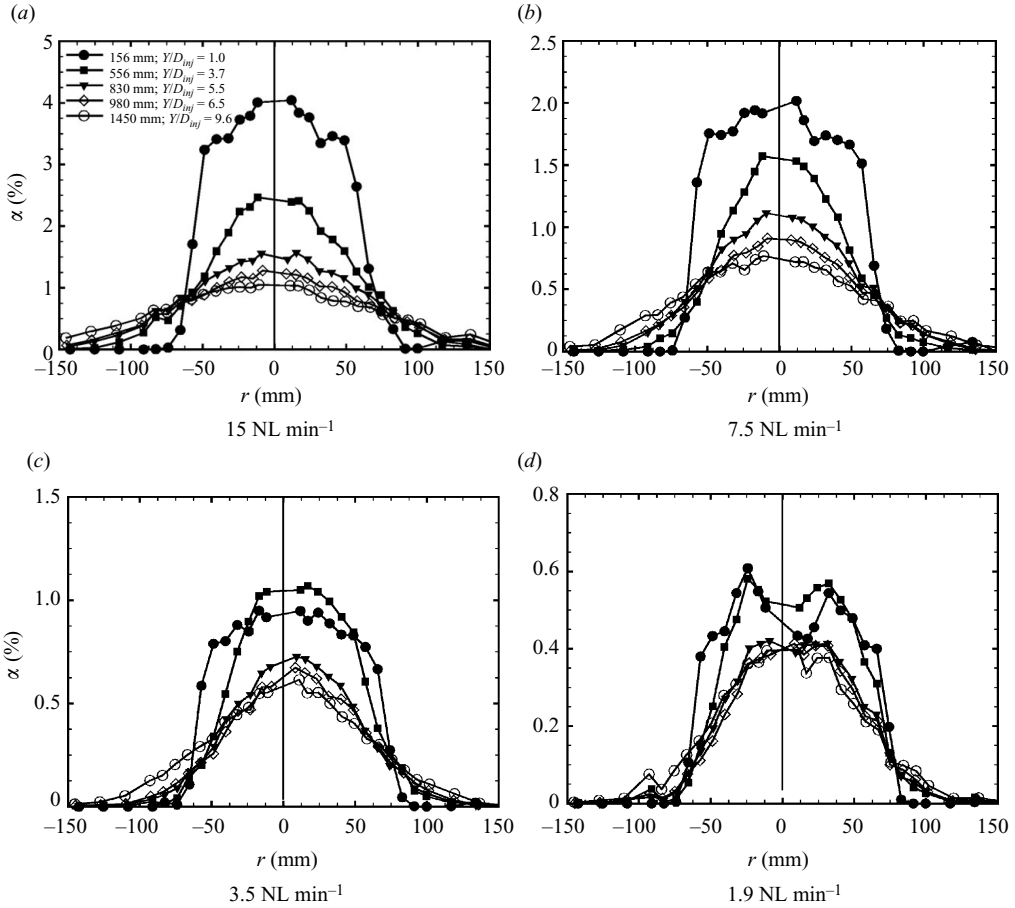 (a)
5
4
3
2
1
0
α (%)
156 mm; Y/Dinj = 1.0
556 mm; Y/Dinj = 3.7
830 mm; Y/Dinj = 5.5
980 mm; Y/Dinj = 6.5
1450 mm; Y/Dinj = 9.6
–150 –100 –50 0 50 100 150
r (mm)
15 NL min–1
(b)
2.5
2.0
1.5
1.0
0.5
0
–150 –100 –50 0 50 100 150
r (mm)
7.5 NL min–1
(c)
1.5
1.0
0.5
0
α (%)
–150 –100 –50 0 50 100 150
r (mm)
3.5 NL min–1
(d)
0.8
0.6
0.4
0.2
0
–150 –100 –50 0 50 100 150
r (mm)
1.9 NL min–1